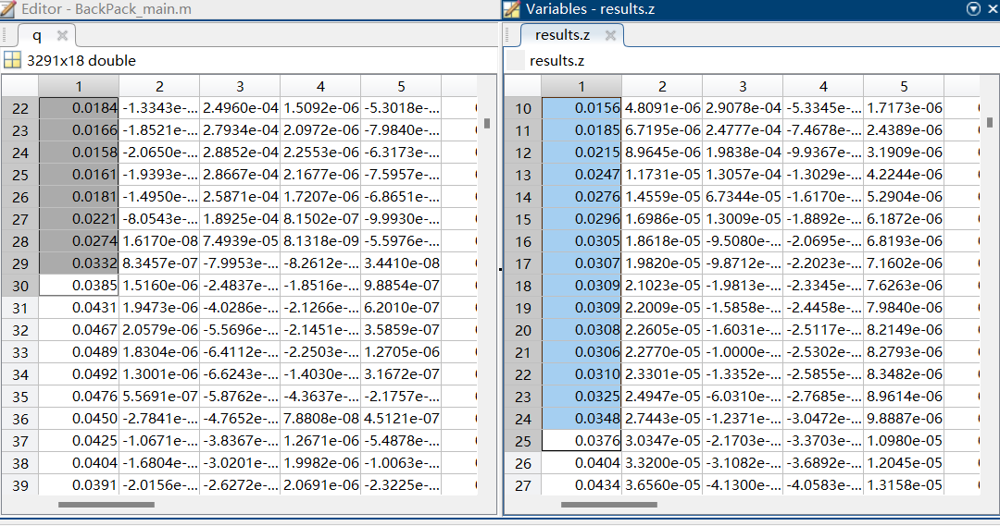 Editor - BackPack_main.m
q
3291x18 double
1 2 3 4 5
22 0.0184 -1.3343e-... 2.4960e-04 1.5092e-06 -5.3018e-...
23 0.0166 -1.8521e-... 2.7934e-04 2.0972e-06 -7.9840e-...
24 0.0158 -2.0650e-... 2.8852e-04 2.2553e-06 -6.3173e-...
25 0.0161 -1.9393e-... 2.8667e-04 2.1677e-06 -7.5957e-...
26 0.0181 -1.4950e-... 2.5871e-04 1.7207e-06 -6.8651e-...
27 0.0221 -8.0543e-... 1.8925e-04 8.1502e-07 -9.9930e-...
28 0.0274 1.6170e-08 7.4939e-05 8.1318e-09 -5.5976e-...
29 0.0332 8.3457e-07 -7.9953e-... -8.2612e-... 3.4410e-08
30 0.0385 1.5160e-06 -2.4837e-... -1.8516e-... 9.8854e-07
31 0.0431 1.9473e-06 -4.0286e-... -2.1266e-... 6.2010e-07
32 0.0467 2.0579e-06 -5.5696e-... -2.1451e-... 3.5859e-07
33 0.0489 1.8304e-06 -6.4112e-... -2.2503e-... 1.2705e-06
34 0.0492 1.3001e-06 -6.6243e-... -1.4030e-... 3.1672e-07
35 0.0476 5.5691e-07 -5.8762e-... -4.3637e-... -2.1757e-...
36 0.0450 -2.7841e-... -4.7652e-... 7.8808e-08 4.5121e-07
37 0.0425 -1.0671e-... -3.8367e-... 1.2671e-06 -5.4878e-...
38 0.0404 -1.6804e-... -3.0201e-... 1.9982e-06 -1.0063e-...
39 0.0391 -2.0156e-... -2.6272e-... 2.0691e-06 -2.3225e-...
Variables - results.z
results.z
results.z
1 2 3 4 5
10 0.0156 4.8091e-06 2.9078e-04 -5.3345e-... 1.7173e-06
11 0.0185 6.7195e-06 2.4777e-04 -7.4678e-... 2.4389e-06
12 0.0215 8.9645e-06 1.9838e-04 -9.9367e-... 3.1909e-06
13 0.0247 1.1731e-05 1.3057e-04 -1.3029e-... 4.2244e-06
14 0.0276 1.4559e-05 6.7344e-05 -1.6170e-... 5.2904e-06
15 0.0296 1.6986e-05 1.3009e-05 -1.8892e-... 6.1872e-06
16 0.0305 1.8618e-05 -9.5080e-... -2.0695e-... 6.8193e-06
17 0.0307 1.9820e-05 -9.8712e-... -2.2023e-... 7.1602e-06
18 0.0309 2.1023e-05 -1.9813e-... -2.3345e-... 7.6263e-06
19 0.0309 2.2009e-05 -1.5858e-... -2.4458e-... 7.9840e-06
20 0.0308 2.2605e-05 -1.6031e-... -2.5117e-... 8.2149e-06
21 0.0306 2.2770e-05 -1.0000e-... -2.5302e-... 8.2793e-06
22 0.0310 2.3301e-05 -1.3352e-... -2.5855e-... 8.3482e-06
23 0.0325 2.4947e-05 -6.0310e-... -2.7685e-... 8.9614e-06
24 0.0348 2.7443e-05 -1.2371e-... -3.0472e-... 9.8887e-06
25 0.0376 3.0347e-05 -2.1703e-... -3.3703e-... 1.0980e-05
26 0.0404 3.3200e-05 -3.1082e-... -3.6892e-... 1.2045e-05
27 0.0434 3.6560e-05 -4.1300e-... -4.0583e-... 1.3158e-05